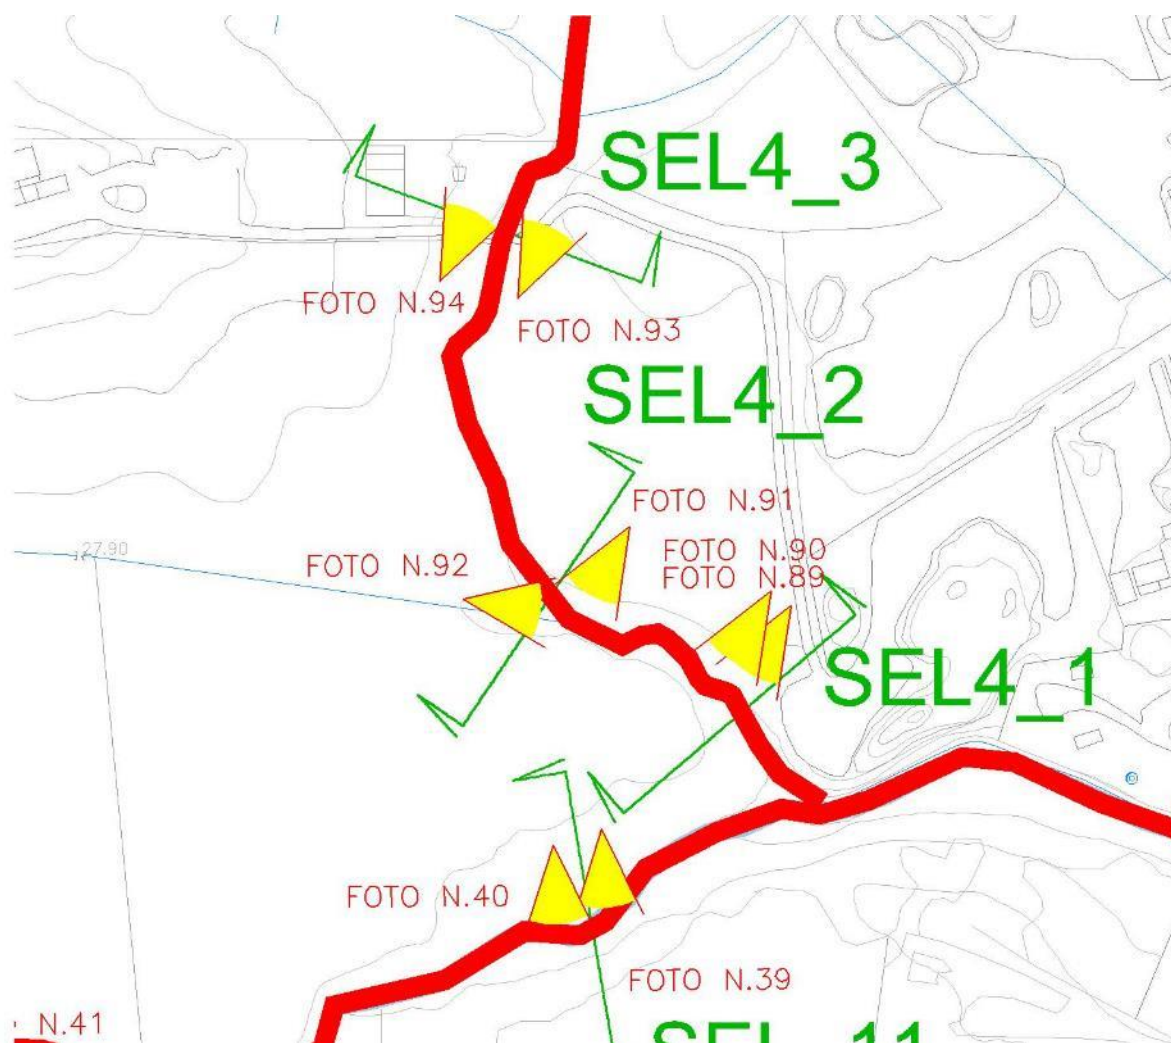 SEL4_3
FOTO N.94
FOTO N.93
SEL4_2
FOTO N.91
27.90
FOTO N.92
FOTO N.90
FOTO N.89
SEL4_1
FOTO N.40
FOTO N.39
N.41